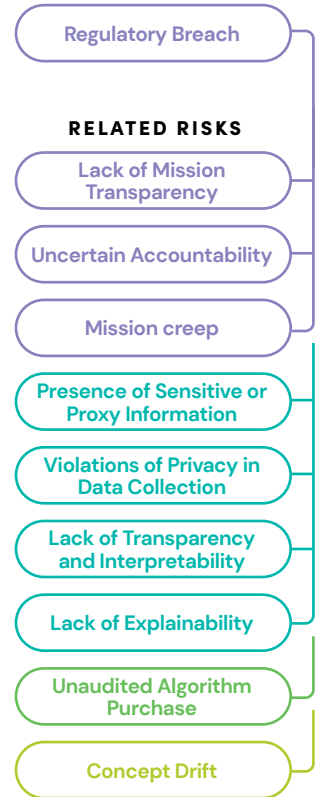 Regulatory Breach
RELATED RISKS
Lack of Mission
Transparency
Uncertain Accountability
Mission creep
Presence of Sensitive or
Proxy Information
Violations of Privacy in
Data Collection
Lack of Transparency
and Interpretability
Lack of Explainability
Unaudited Algorithm
Purchase
Concept Drift